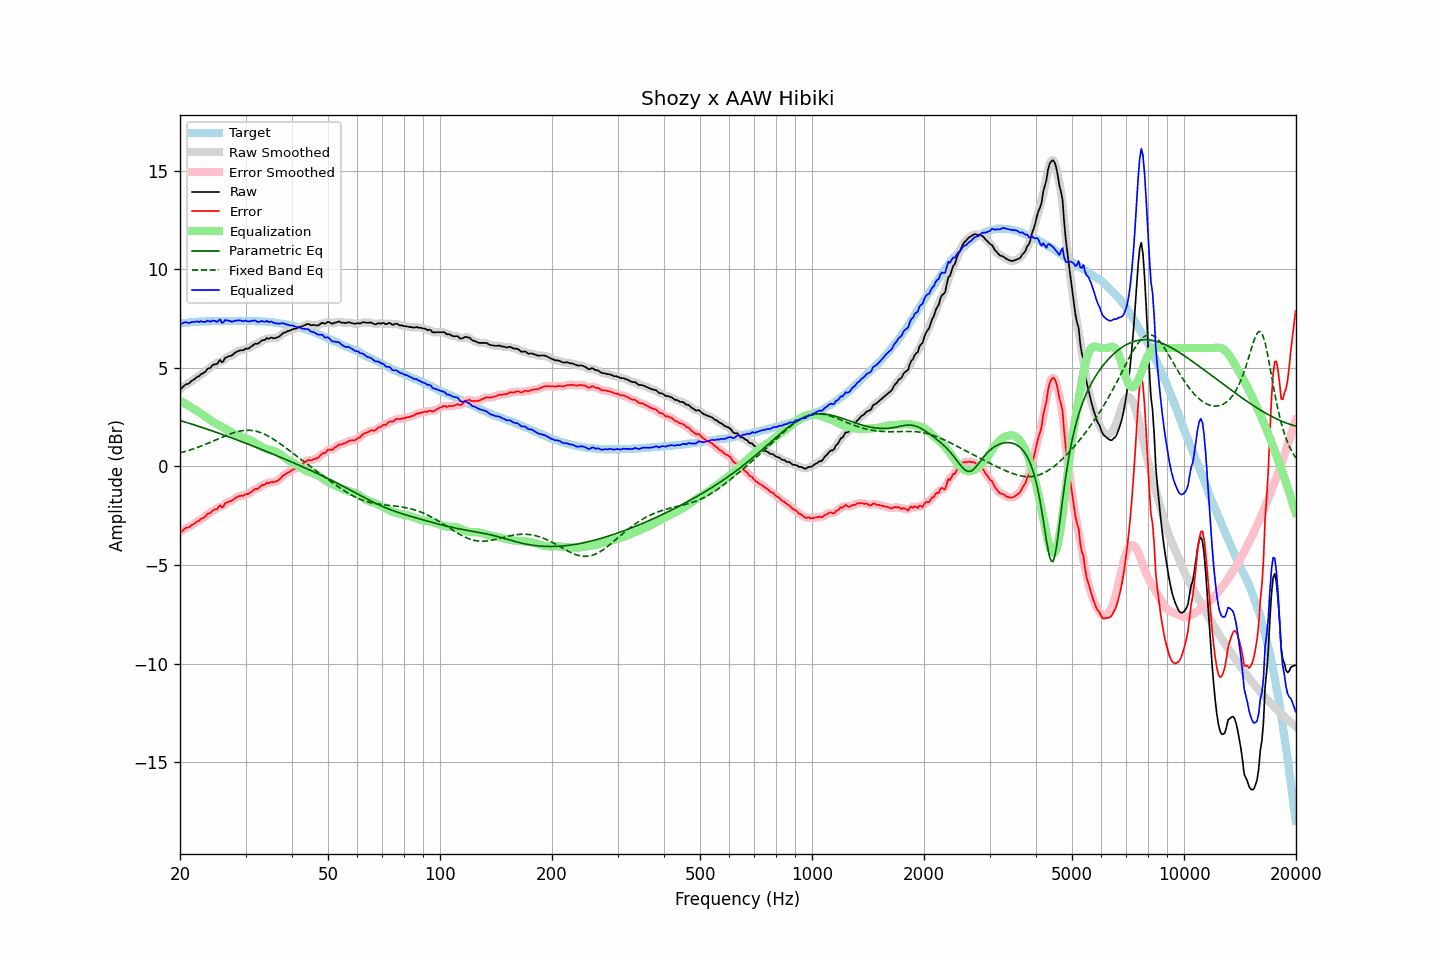 Shozy x AAW Hibiki
Target
Raw Smoothed
Error Smoothed
Raw
Error
Equalization
Parametric Eq
Fixed Band Eq
Equalized
Amplitude (dBr)
15
10
5
0
−5
−10
−15
20 50 100 200 500 1000 2000 5000 10000 20000
Frequency (Hz)